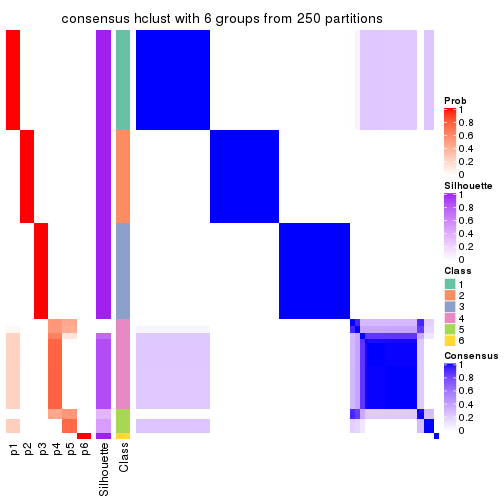 consensus hclust with 6 groups from 250 partitions
Prob
1
0.8
0.6
0.4
0.2
0
Silhouette
1
0.8
0.6
0.4
0.2
0
Class
1
2
3
4
5
6
Consensus
1
0.8
0.6
0.4
0.2
0
p1
p2
p3
p4
p5
p6
Silhouette
Class